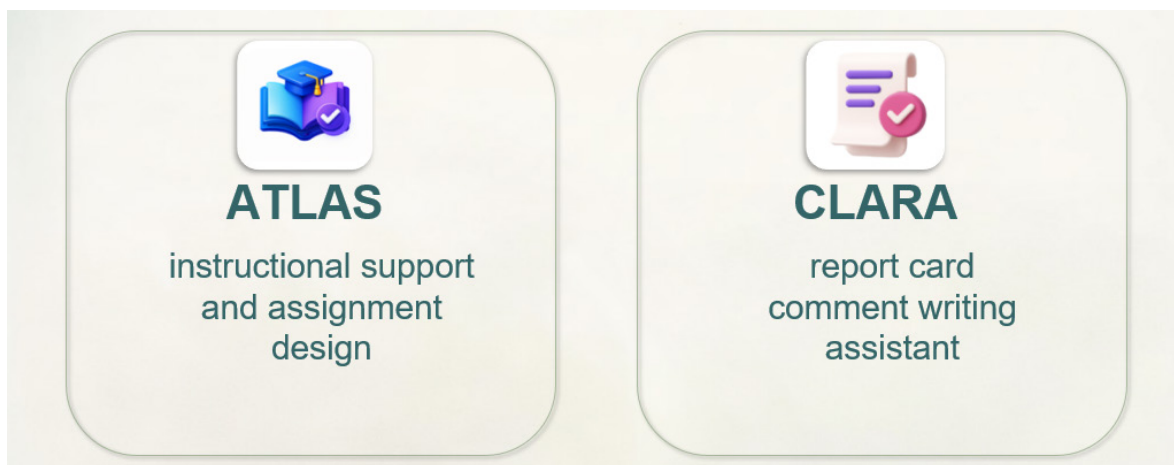 ATLAS
instructional support
and assignment
design
CLARA
report card
comment writing
assistant